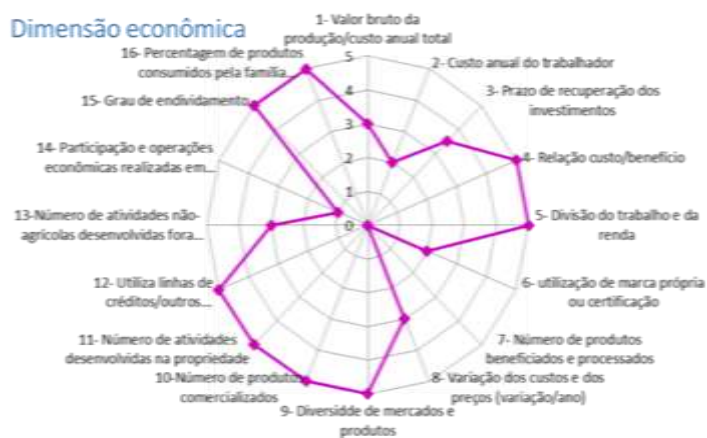 Dimensão econômica
1- Valor bruto da
produção/custo anual total
2- Custo anual do trabalhador
3- Prazo de recuperação dos
investimentos
4- Relação custo/benefício
5- Divisão do trabalho e da
renda
6- utilização de marca própria
ou certificação
7- Número de produtos
beneficiados e processados
8- Variação dos custos e dos
preços (variação/ano)
9- Diversidde de mercados e
produtos
10-Número de produtos
comercializados
11- Número de atividades
desenvolvidas na propriedade
12- Utiliza linhas de
créditos/outros...
13-Número de atividades não-
agrícolas desenvolvidas fora...
14- Participação e operações
econômicas realizadas em...
15- Grau de endividamento
16- Percentagem de produtos
consumidos pela família...
5
4
3
2
1
0